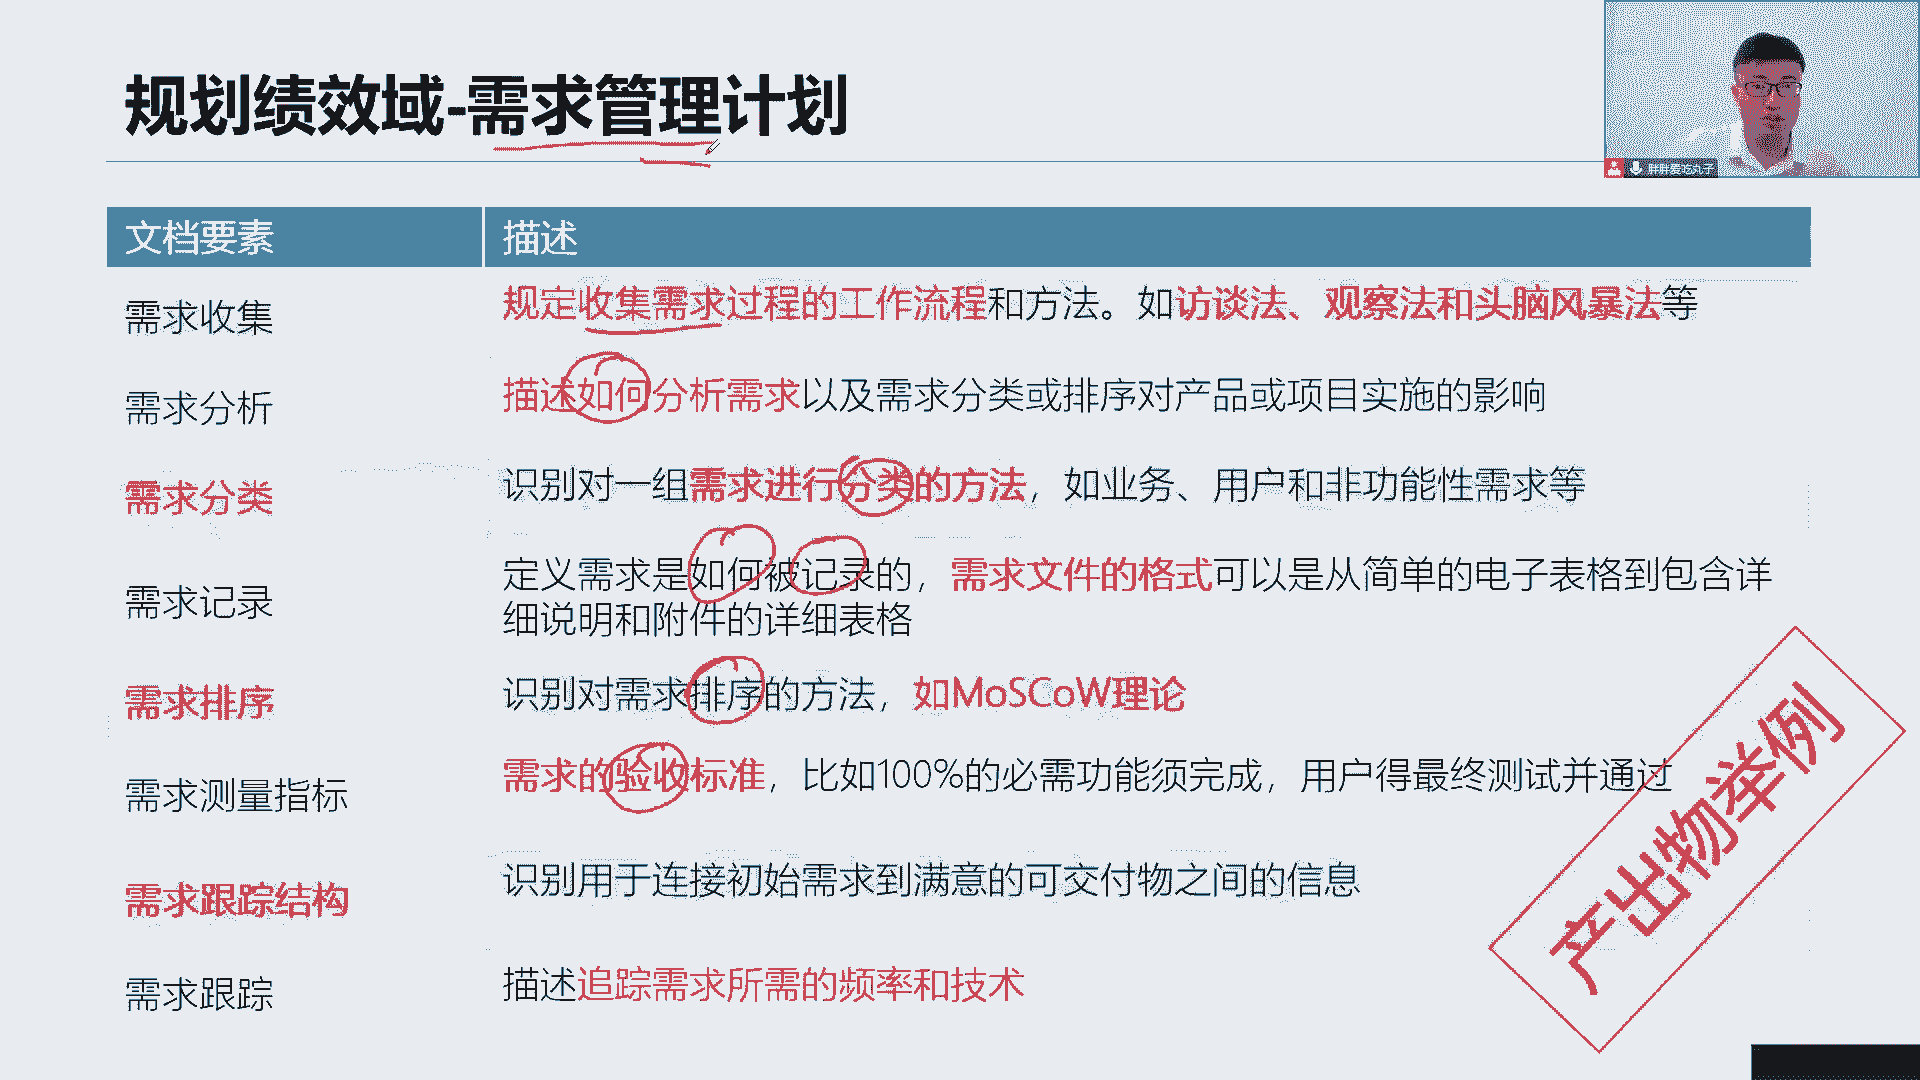 规划绩效域-需求管理计划
胖胖爱吃丸子
文档要素
描述
需求收集
规定收集需求过程的工作流程和方法。如访谈法、观察法和头脑风暴法等
需求分析
描述如何分析需求以及需求分类或排序对产品或项目实施的影响
需求分类
识别对一组需求进行分类的方法，如业务、用户和非功能性需求等
需求记录
定义需求是如何被记录的，需求文件的格式可以是从简单的电子表格到包含详
细说明和附件的详细表格
需求排序
识别对需求排序的方法，如MoSCoW理论
需求测量指标
需求的验收标准，比如100%的必需功能须完成，用户得最终测试并通过
需求跟踪结构
识别用于连接初始需求到满意的可交付物之间的信息
需求跟踪
描述追踪需求所需的频率和技术
产出物举例